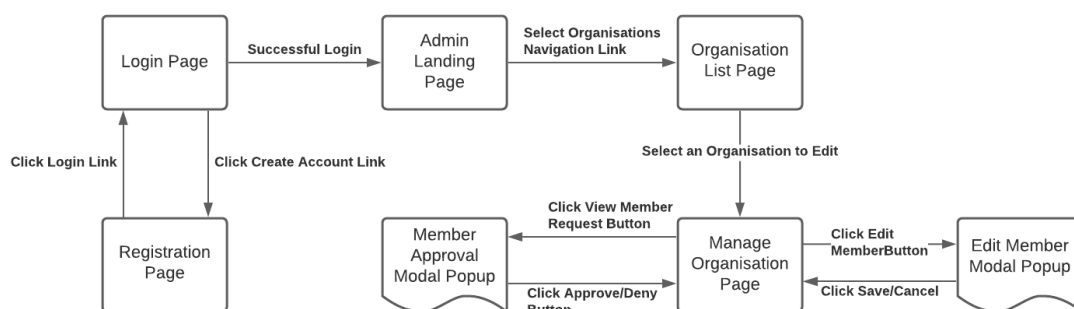 Login Page
Successful Login
Admin
Landing
Page
Select Organisations
Navigation Link
Organisation
List Page
Click Login Link
Click Create Account Link
Select an Organisation to Edit
Registration
Page
Member
Approval
Modal Popup
Click View Member
Request Button
Click Approve/Deny
Button
Manage
Organisation
Page
Click Edit
MemberButton
Click Save/Cancel
Edit Member
Modal Popup